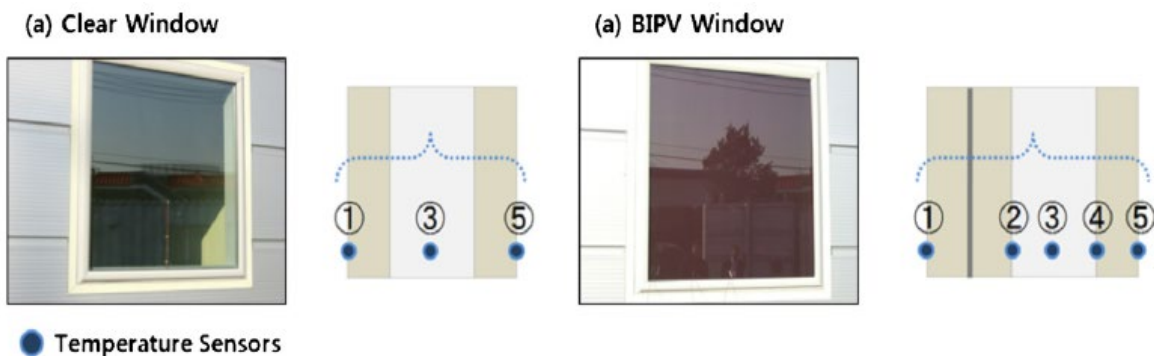 (a) Clear Window
(a) BIPV Window
① ③ ⑤
① ② ③ ④ ⑤
Temperature Sensors